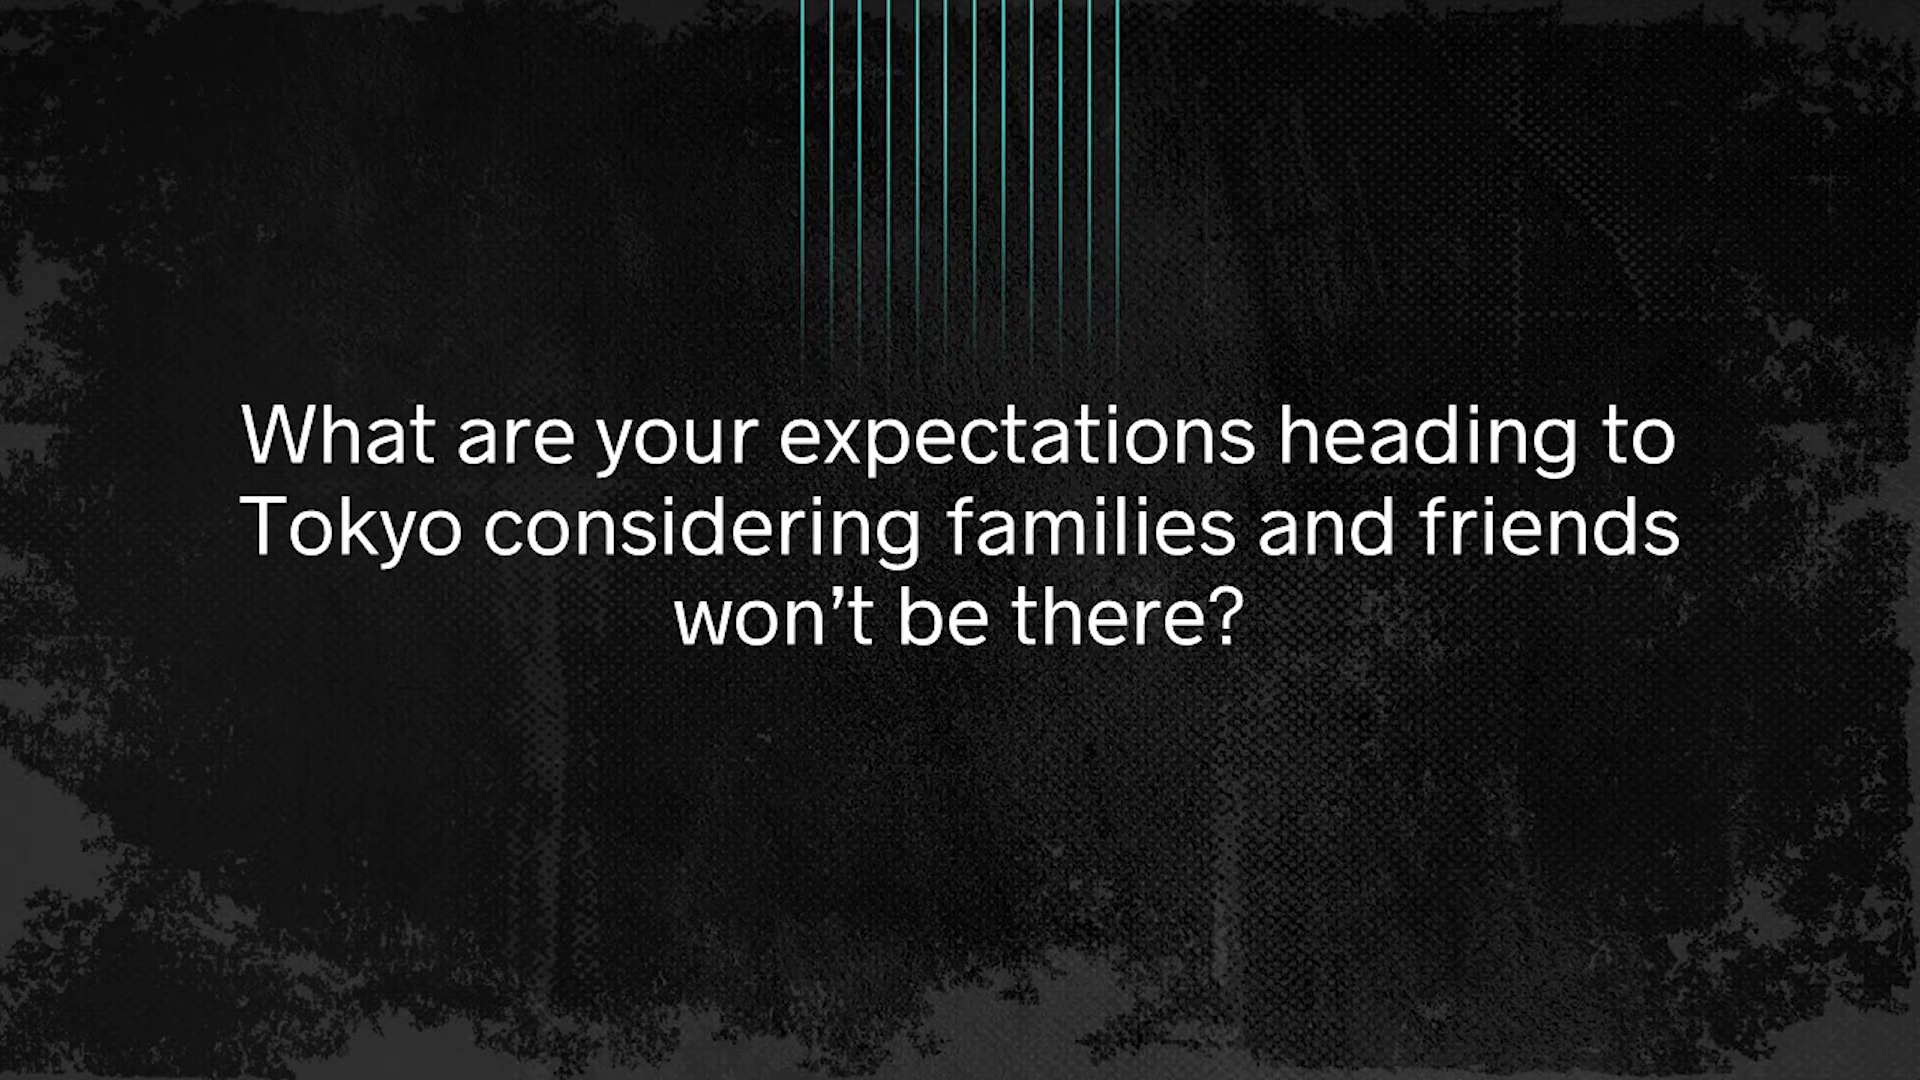 What are your expectations heading to
Tokyo considering families and friends
won’t be there?